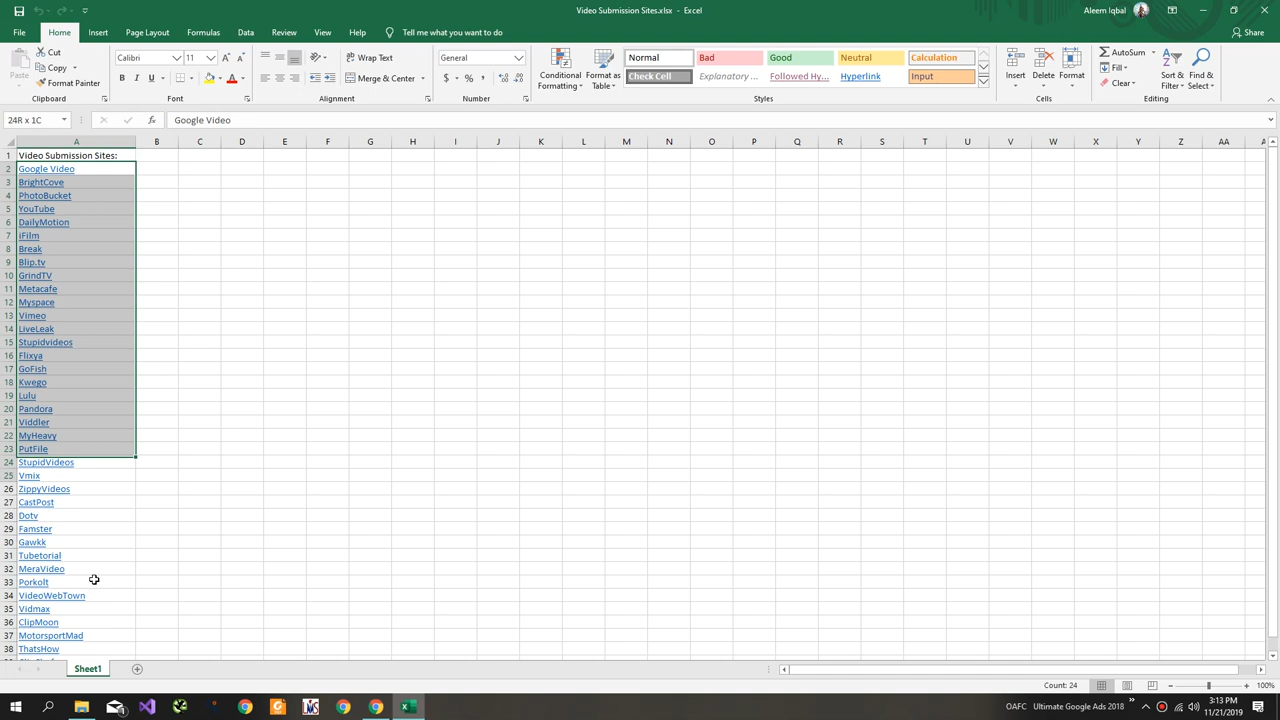 Video Submission Sites.xlsx - Excel
Aleem Iqbal
File Home Insert Page Layout Formulas Data Review View Help Tell me what you want to do Share
Paste Cut Copy Format Painter Clipboard
Calibri 11 B I U A A A Font
Wrap Text Merge & Center Alignment
General $ % , Number
Conditional Formatting Format as Table
Normal Bad Good Neutral Calculation
Check Cell Explanatory ... Followed Hy... Hyperlink Input
Styles
Insert Delete Format Cells
AutoSum Fill Clear Sort & Filter Find & Select Editing
24R x 1C fx Google Video
A B C D E F G H I J K L M N O P Q R S T U V W X Y Z AA
1 Video Submission Sites:
2 Google Video
3 BrightCove
4 PhotoBucket
5 YouTube
6 DailyMotion
7 iFilm
8 Break
9 Blip.tv
10 GrindTV
11 Metacafe
12 Myspace
13 Vimeo
14 LiveLeak
15 Stupidvideos
16 Flixya
17 GoFish
18 Kwego
19 Lulu
20 Pandora
21 Viddler
22 MyHeavy
23 PutFile
24 StupidVideos
25 Vmix
26 ZippyVideos
27 CastPost
28 Dotv
29 Famster
30 Gawkk
31 Tubetorial
32 MeraVideo
33 Porkolt
34 VideoWebTown
35 Vidmax
36 ClipMoon
37 MotorsportMad
38 ThatsHow
Sheet1
Count: 24 100%
OAFC Ultimate Google Ads 2018 3:13 PM
11/21/2019